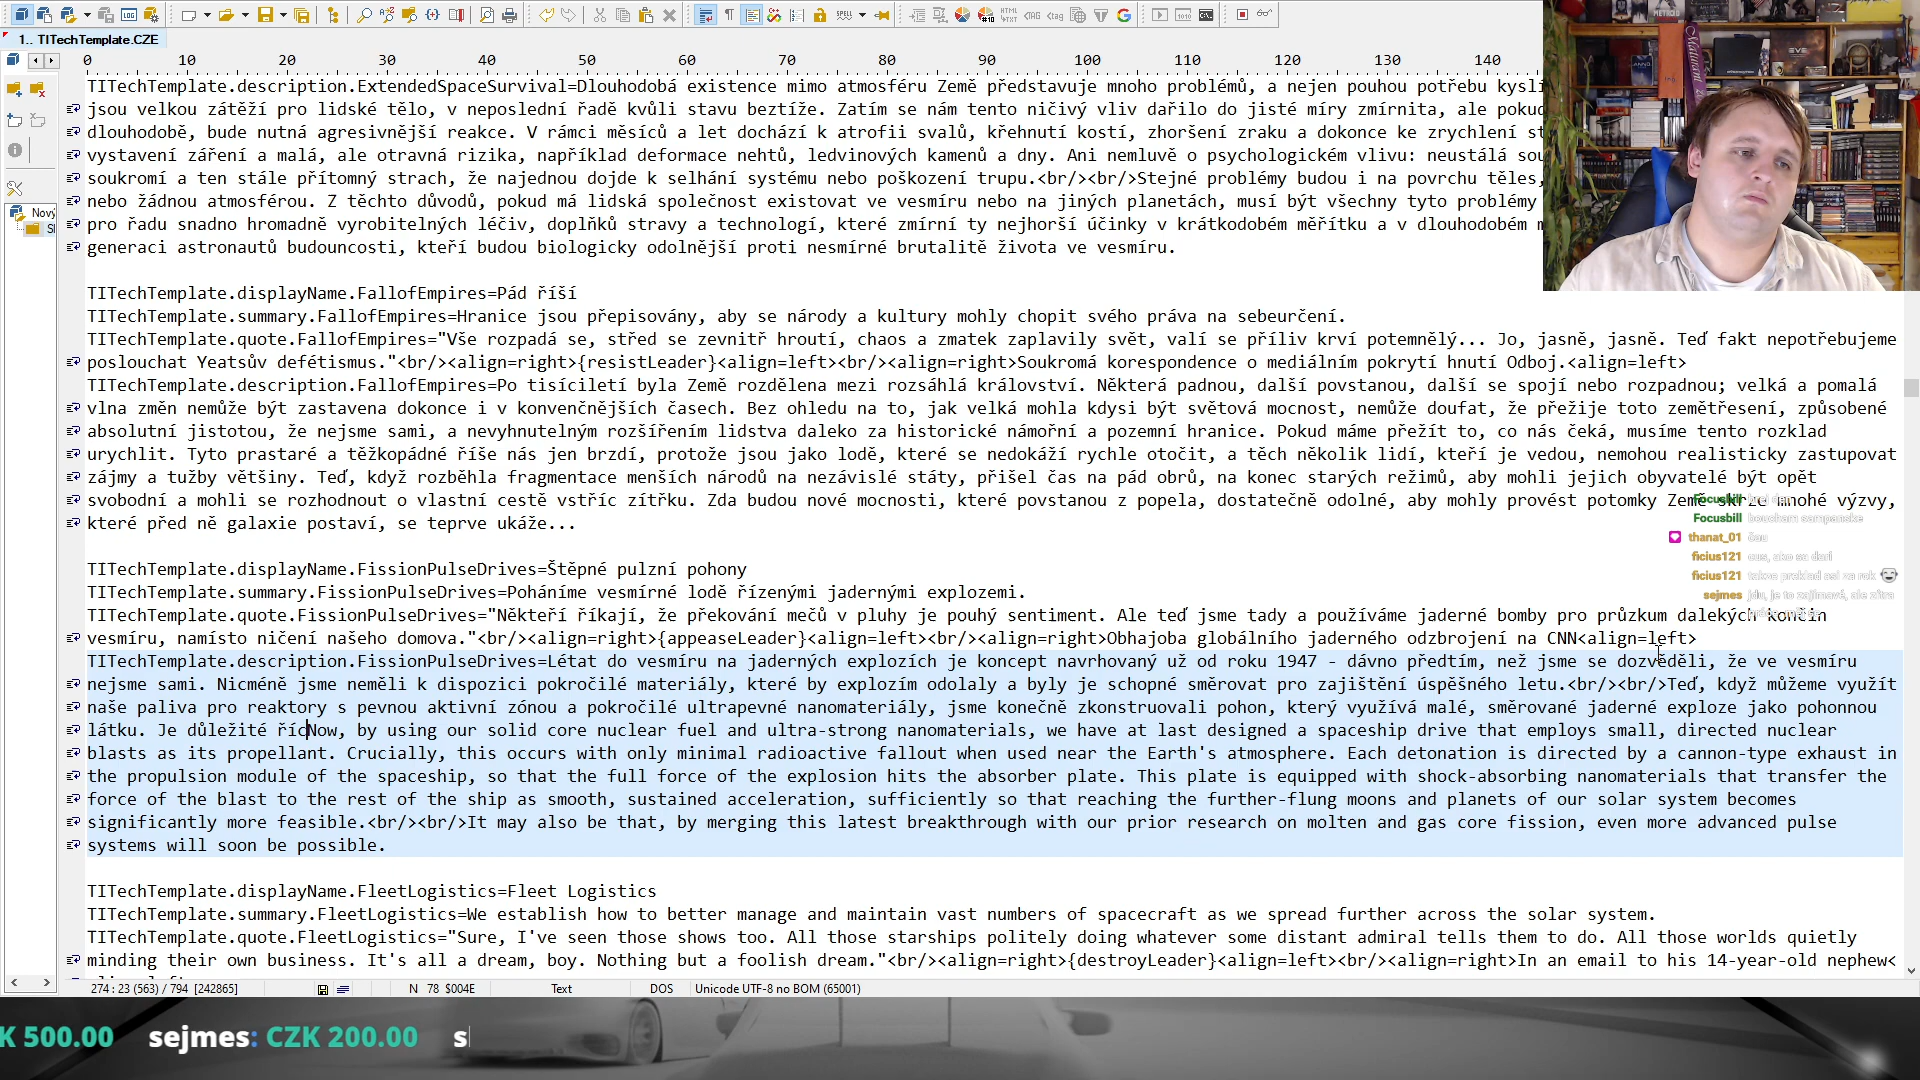 1.. TITechTemplate.CZE
0 10 20 30 40 50 60 70 80 90 100 110 120 130 140
TITechTemplate.description.ExtendedSpaceSurvival=Dlouhodobá existence mimo atmosféru Země představuje mnoho problémů, a nejen pouhou potřebu kyslí
jsou velkou zátěží pro lidské tělo, v neposlední řadě kvůli stavu beztíže. Zatím se nám tento ničivý vliv dařilo do jisté míry zmírnita, ale pokud
dlouhodobě, bude nutná agresivnější reakce. V rámci měsíců a let dochází k atrofii svalů, křehnutí kostí, zhoršení zraku a dokonce ke zrychlení st
vystavení záření a malá, ale otravná rizika, například deformace nehtů, ledvinových kamenů a dny. Ani nemluvě o psychologickém vlivu: neustálá sou
soukromí a ten stále přítomný strach, že najednou dojde k selhání systému nebo poškození trupu.<br/><br/>Stejné problémy budou i na povrchu těles,
nebo žádnou atmosférou. Z těchto důvodů, pokud má lidská společnost existovat ve vesmíru nebo na jiných planetách, musí být všechny tyto problémy
pro řadu snadno hromadně vyrobitelných léčiv, doplňků stravy a technologí, které zmírní ty nejhorší účinky v krátkodobém měřítku a v dlouhodobém m
generaci astronautů budouncosti, kteří budou biologicky odolnější proti nesmírné brutalitě života ve vesmíru.
TITechTemplate.displayName.FallofEmpires=Pád říší
TITechTemplate.summary.FallofEmpires=Hranice jsou přepisovány, aby se národy a kultury mohly chopit svého práva na sebeurčení.
TITechTemplate.quote.FallofEmpires="Vše rozpadá se, střed se zevnitř hroutí, chaos a zmatek zaplavily svět, valí se příliv krví potemnělý... Jo, jasně, jasně. Teď fakt nepotřebujeme
poslouchat Yeatsův defétismus."<br/><align=right>{resistLeader}<align=left><br/><align=right>Soukromá korespondence o mediálním pokrytí hnutí Odboj.<align=left>
TITechTemplate.description.FallofEmpires=Po tisíciletí byla Země rozdělena mezi rozsáhlá království. Některá padnou, další povstanou, další se spojí nebo rozpadnou; velká a pomalá
vlna změn nemůže být zastavena dokonce i v konvenčnějších časech. Bez ohledu na to, jak velká mohla kdysi být světová mocnost, nemůže doufat, že přežije toto zemětřesení, způsobené
absolutní jistotou, že nejsme sami, a nevyhnutelným rozšířením lidstva daleko za historické námořní a pozemní hranice. Pokud máme přežít to, co nás čeká, musíme tento rozklad
urychlit. Tyto prastaré a těžkopádné říše nás jen brzdí, protože jsou jako lodě, které se nedokáží rychle otočit, a těch několik lidí, kteří je vedou, nemohou realisticky zastupovat
zájmy a tužby většiny. Teď, když rozběhla fragmentace menších národů na nezávislé státy, přišel čas na pád obrů, na konec starých režimů, aby mohli jejich obyvatelé být opět
svobodní a mohli se rozhodnout o vlastní cestě vstříc zítřku. Zda budou nové mocnosti, které povstanou z popela, dostatečně odolné, aby mohly provést potomky Země skrze mnohé výzvy,
které před ně galaxie postaví, se teprve ukáže...
Focusbill
Focusbill boucham sampanske
thanat_01 čau
ficius121 cus, ako sa dari
ficius121
sejmes
TITechTemplate.displayName.FissionPulseDrives=Štěpné pulzní pohony
TITechTemplate.summary.FissionPulseDrives=Poháníme vesmírné lodě řízenými jadernými explozemi.
TITechTemplate.quote.FissionPulseDrives="Někteří říkají, že překování mečů v pluhy je pouhý sentiment. Ale teď jsme tady a používáme jaderné bomby pro průzkum dalekých končin
vesmíru, namísto ničení našeho domova."<br/><align=right>{appeaseLeader}<align=left><br/><align=right>Obhajoba globálního jaderného odzbrojení na CNN<align=left>
TITechTemplate.description.FissionPulseDrives=Létat do vesmíru na jaderných explozích je koncept navrhovaný už od roku 1947 - dávno předtím, než jsme se dozvěděli, že ve vesmíru
nejsme sami. Nicméně jsme neměli k dispozici pokročilé materiály, které by explozím odolaly a byly je schopné směrovat pro zajištění úspěšného letu.<br/><br/>Teď, když můžeme využít
naše paliva pro reaktory s pevnou aktivní zónou a pokročilé ultrapevné nanomateriály, jsme konečně zkonstruovali pohon, který využívá malé, směrované jaderné exploze jako pohonnou
látku. Je důležité řícNow, by using our solid core nuclear fuel and ultra-strong nanomaterials, we have at last designed a spaceship drive that employs small, directed nuclear
blasts as its propellant. Crucially, this occurs with only minimal radioactive fallout when used near the Earth's atmosphere. Each detonation is directed by a cannon-type exhaust in
the propulsion module of the spaceship, so that the full force of the explosion hits the absorber plate. This plate is equipped with shock-absorbing nanomaterials that transfer the
force of the blast to the rest of the ship as smooth, sustained acceleration, sufficiently so that reaching the further-flung moons and planets of our solar system becomes
significantly more feasible.<br/><br/>It may also be that, by merging this latest breakthrough with our prior research on molten and gas core fission, even more advanced pulse
systems will soon be possible.
TITechTemplate.displayName.FleetLogistics=Fleet Logistics
TITechTemplate.summary.FleetLogistics=We establish how to better manage and maintain vast numbers of spacecraft as we spread further across the solar system.
TITechTemplate.quote.FleetLogistics="Sure, I've seen those shows too. All those starships politely doing whatever some distant admiral tells them to do. All those worlds quietly
minding their own business. It's all a dream, boy. Nothing but a foolish dream."<br/><align=right>{destroyLeader}<align=left><br/><align=right>In an email to his 14-year-old nephew<
274 : 23 (563) / 794 [242865] N 78 $004E Text DOS Unicode UTF-8 no BOM (65001)
K 500.00 sejmes: CZK 200.00 s